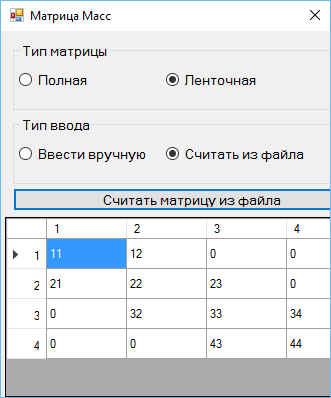 Матрица Масс
Тип матрицы
Полная Ленточная
Тип ввода
Ввести вручную Считать из файла
Считать матрицу из файла
1 2 3 4
1 11 12 0 0
2 21 22 23 0
3 0 32 33 34
4 0 0 43 44